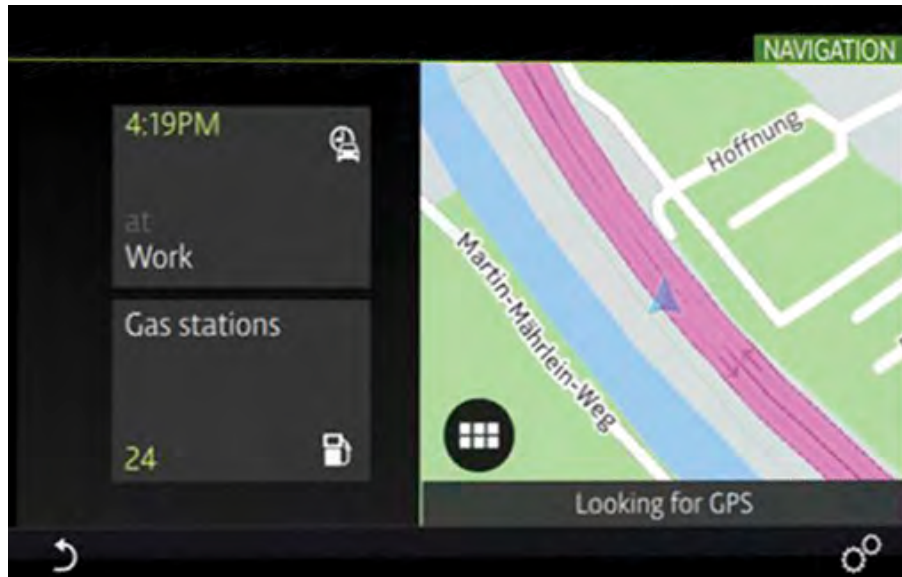 NAVIGATION
4:19PM
at
Work
Gas stations
24
Hoffnung
Martin-Mährlein-Weg
Looking for GPS